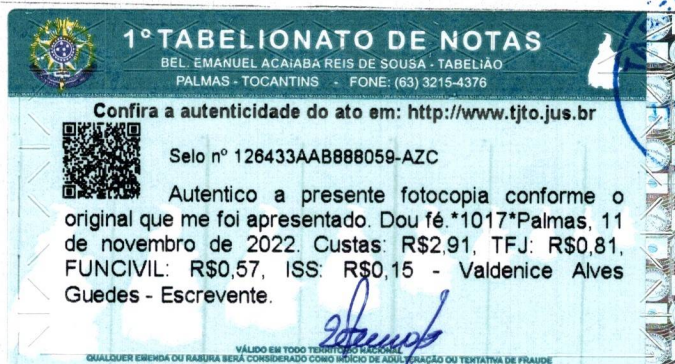 1º TABELIONATO DE NOTAS
BEL. EMANUEL ACAIABA REIS DE SOUSA - TABELIÃO
PALMAS - TOCANTINS - FONE: (63) 3215-4376
Confira a autenticidade do ato em: http://www.tjto.jus.br
Selo nº 126433AAB888059-AZC
Autentico a presente fotocopia conforme o
original que me foi apresentado. Dou fé.*1017*Palmas, 11
de novembro de 2022. Custas: R$2,91, TFJ: R$0,81,
FUNCIVIL: R$0,57, ISS: R$0,15 - Valdenice Alves
Guedes - Escrevente.
VÁLIDO EM TODO TERRITÓRIO NACIONAL
QUALQUER EMENDA OU RASURA SERÁ CONSIDERADO COMO INDÍCIO DE ADULTERAÇÃO OU TENTATIVA DE FRAUDE